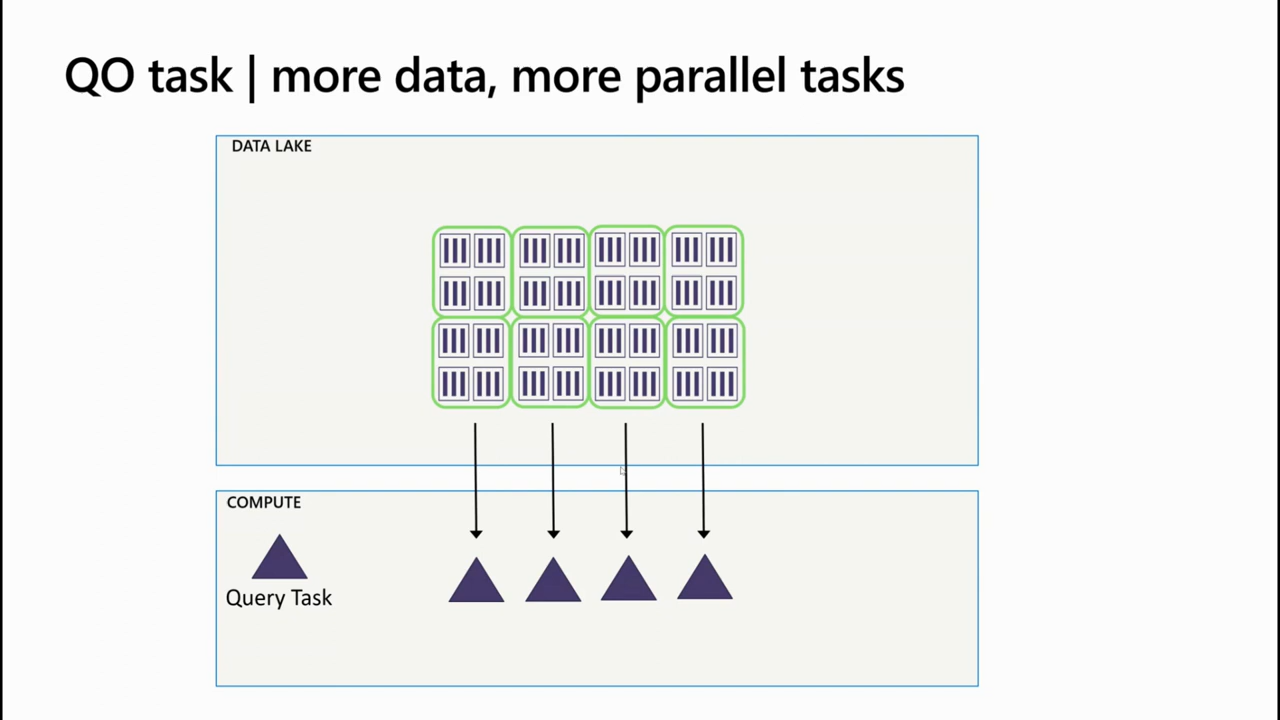 QO task | more data, more parallel tasks
DATA LAKE
COMPUTE
Query Task